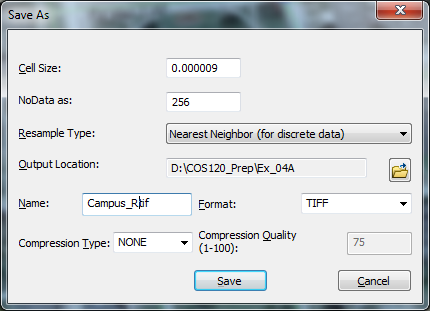 Save As
Cell Size: 0.000009
NoData as: 256
Resample Type: Nearest Neighbor (for discrete data)
Output Location: D:\COS120_Prep\Ex_04A
Name: Format: TIFF
Compression Type: NONE Compression Quality (1-100): 75
Save Cancel